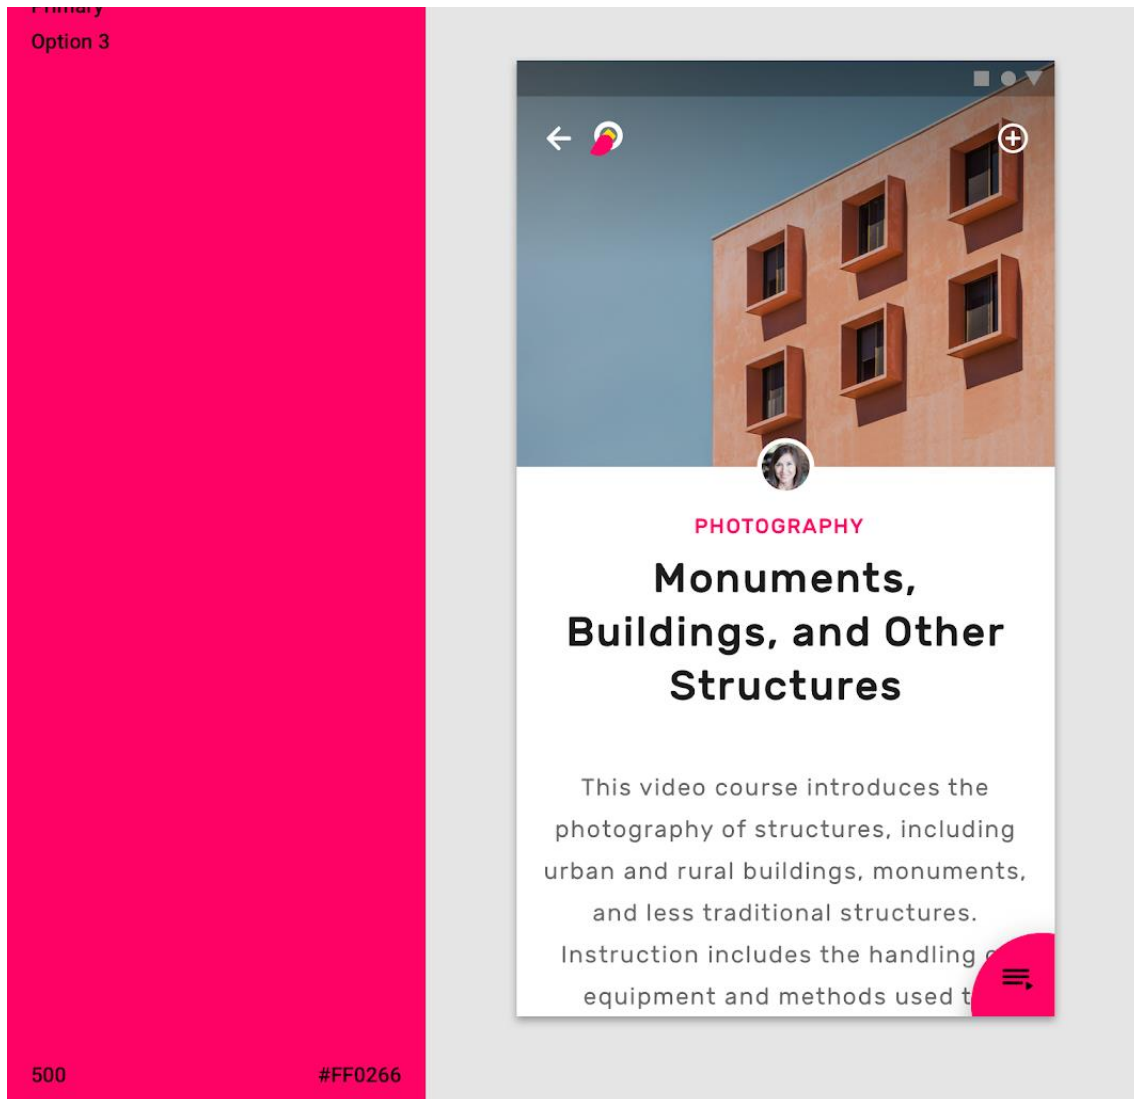 Primary
Option 3
PHOTOGRAPHY
Monuments,
Buildings, and Other
Structures
This video course introduces the
photography of structures, including
urban and rural buildings, monuments,
and less traditional structures.
Instruction includes the handling
equipment and methods used
500
#FF0266